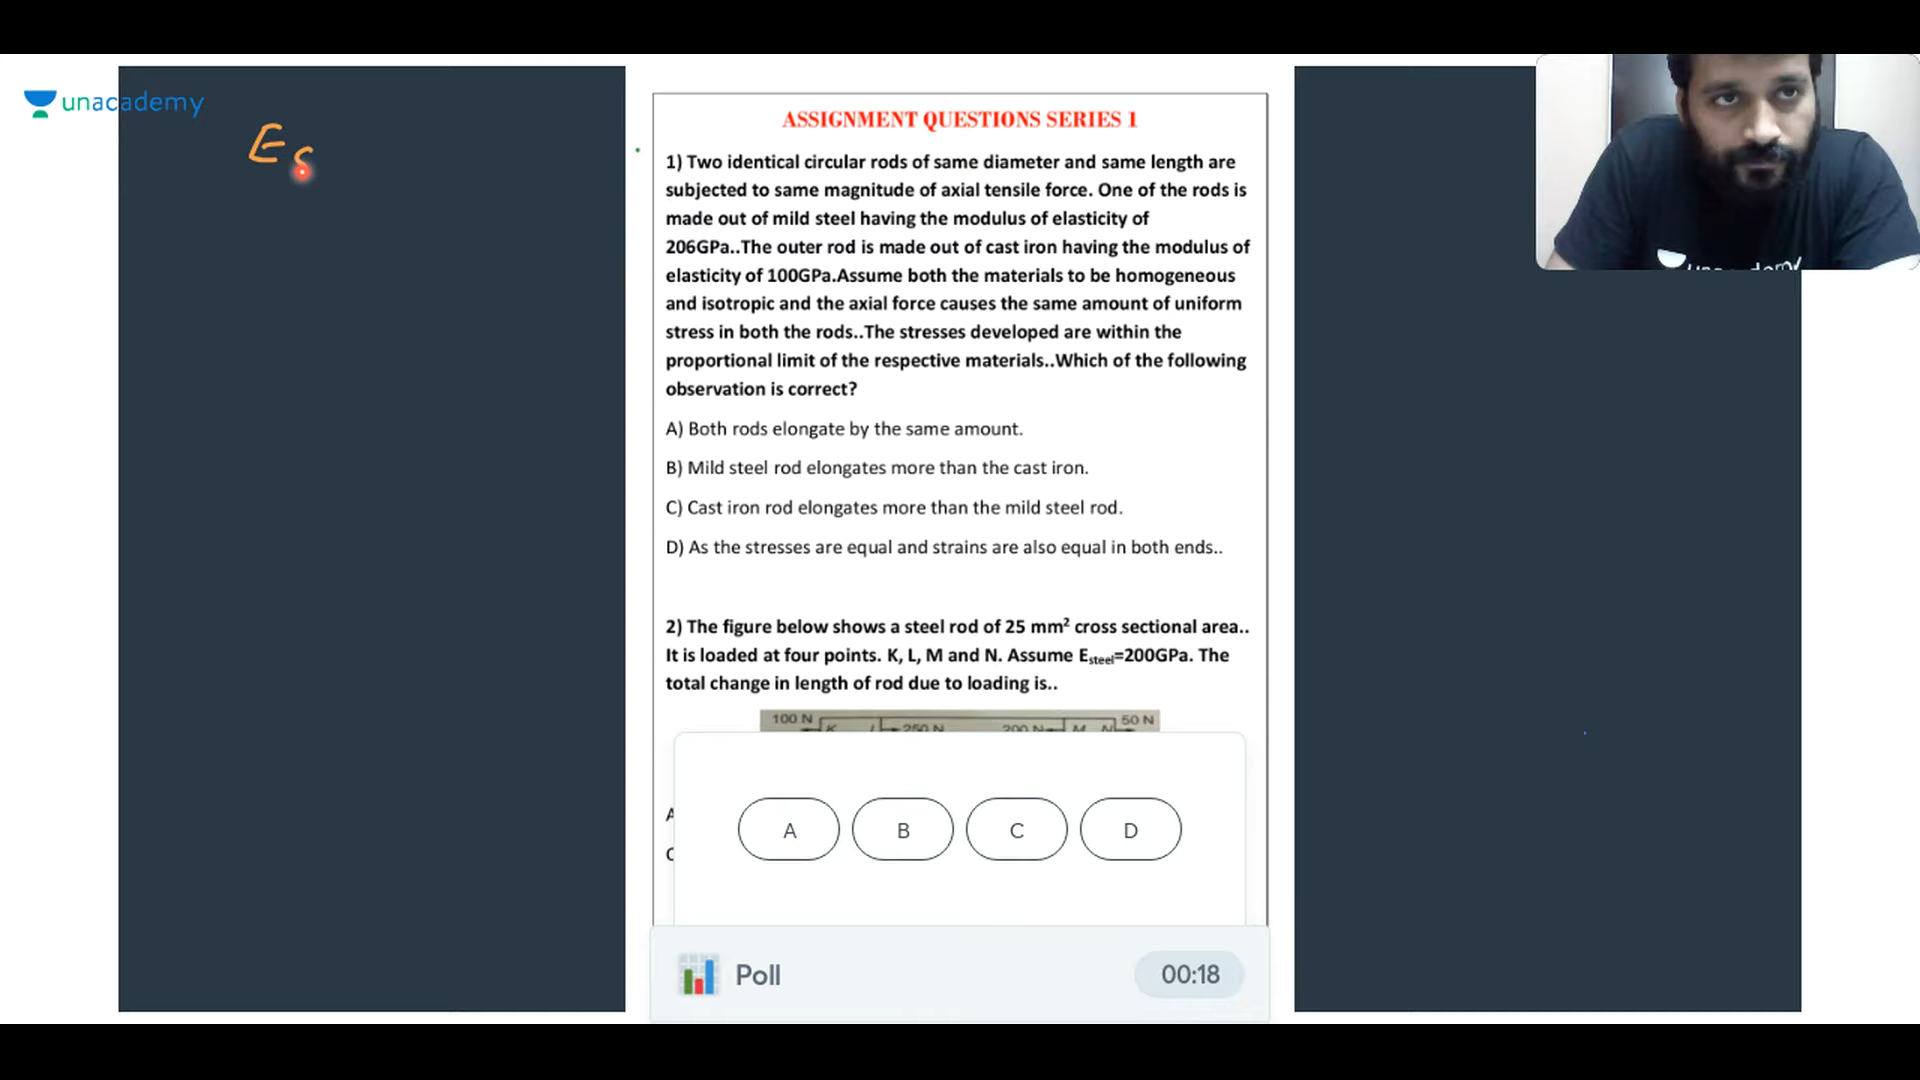 unacademy
Es
ASSIGNMENT QUESTIONS SERIES 1
1) Two identical circular rods of same diameter and same length are
subjected to same magnitude of axial tensile force. One of the rods is
made out of mild steel having the modulus of elasticity of
206GPa..The outer rod is made out of cast iron having the modulus of
elasticity of 100GPa.Assume both the materials to be homogeneous
and isotropic and the axial force causes the same amount of uniform
stress in both the rods..The stresses developed are within the
proportional limit of the respective materials..Which of the following
observation is correct?
A) Both rods elongate by the same amount.
B) Mild steel rod elongates more than the cast iron.
C) Cast iron rod elongates more than the mild steel rod.
D) As the stresses are equal and strains are also equal in both ends..
2) The figure below shows a steel rod of 25 mm² cross sectional area..
It is loaded at four points. K, L, M and N. Assume Esteel=200GPa. The
total change in length of rod due to loading is..
100 N K 250 N 200 N M N 50 N
A B C D
Poll 00:18